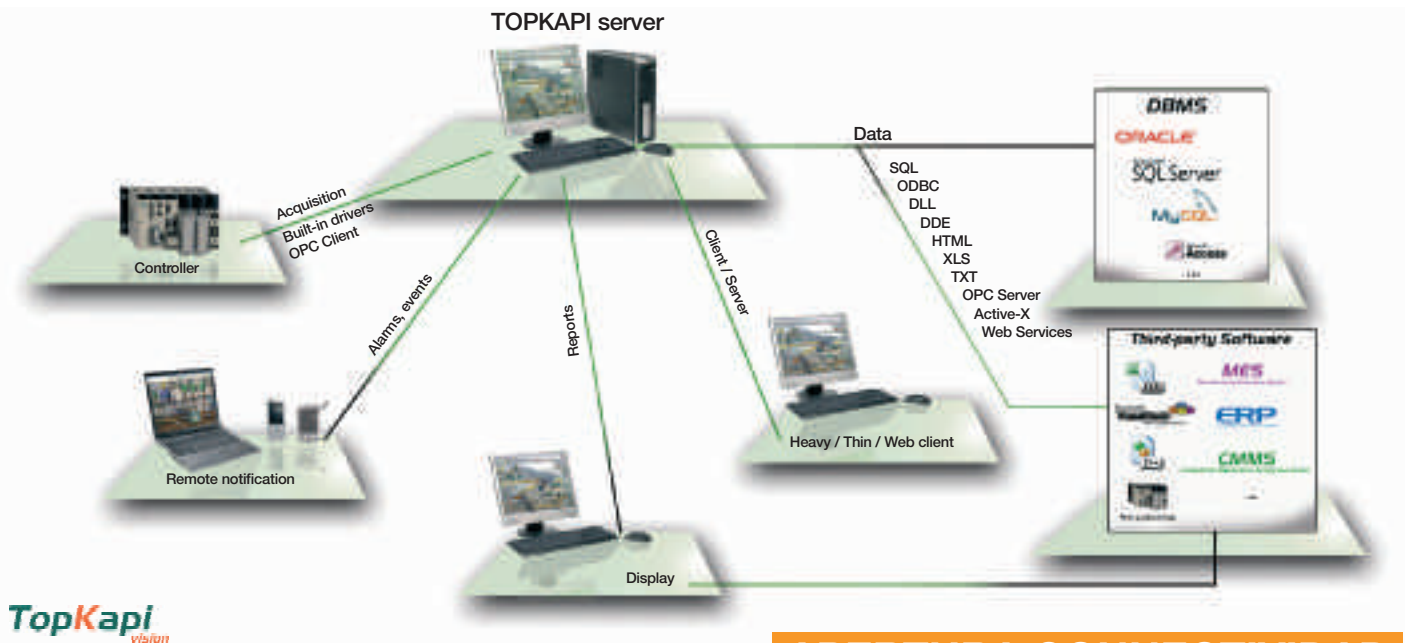 TOPKAPI server
Data
DBMS
ORACLE
SQL Server
MySQL
Access
SQL
ODBC
DLL
DDE
HTML
XLS
TXT
OPC Server
Active-X
Web Services
Acquisition
Built-in drivers
OPC Client
Controller
Alarms, events
Reports
Client / Server
Third-party Software
MES
ERP
CMMS
Heavy / Thin / Web client
Remote notification
Display
TopKapi
vision